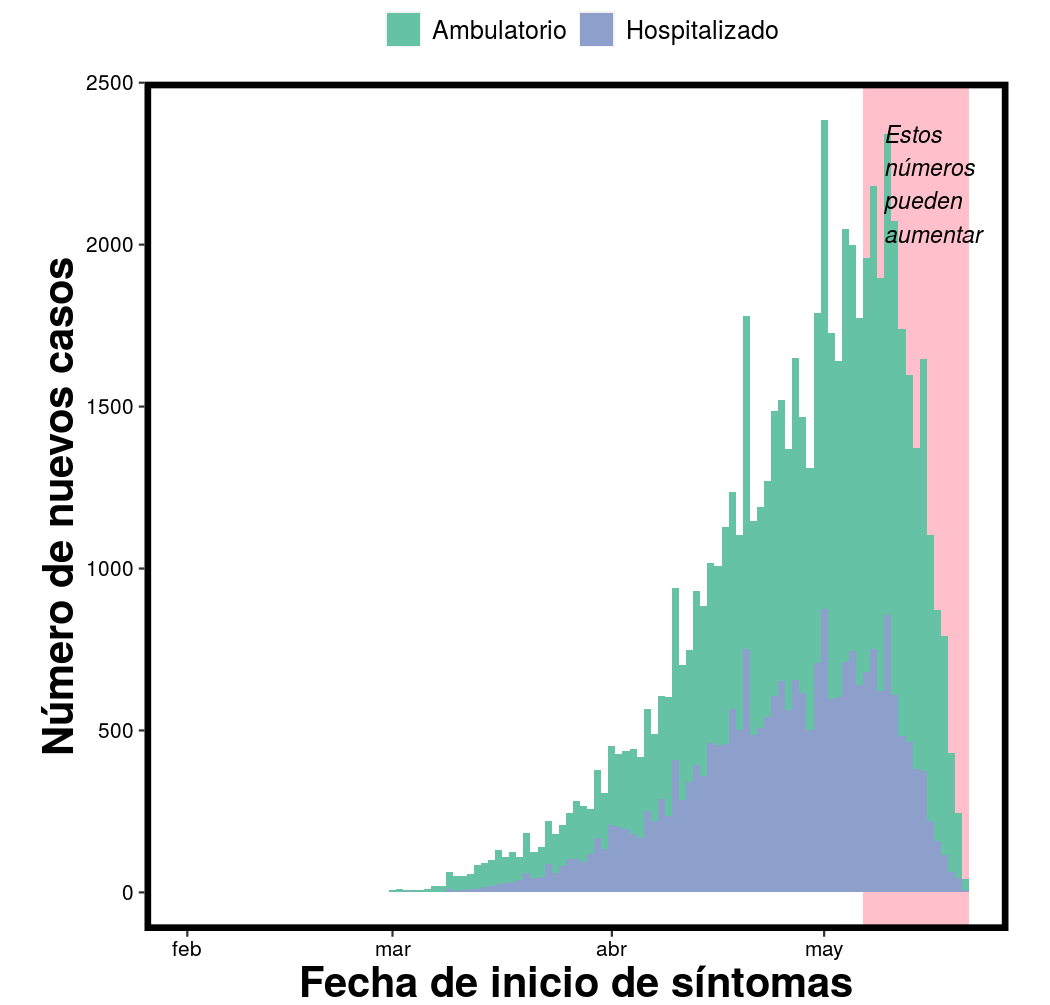 Ambulatorio Hospitalizado
Número de nuevos casos
2500
2000
1500
1000
500
0
Estos
números
pueden
aumentar
feb mar abr may
Fecha de inicio de síntomas